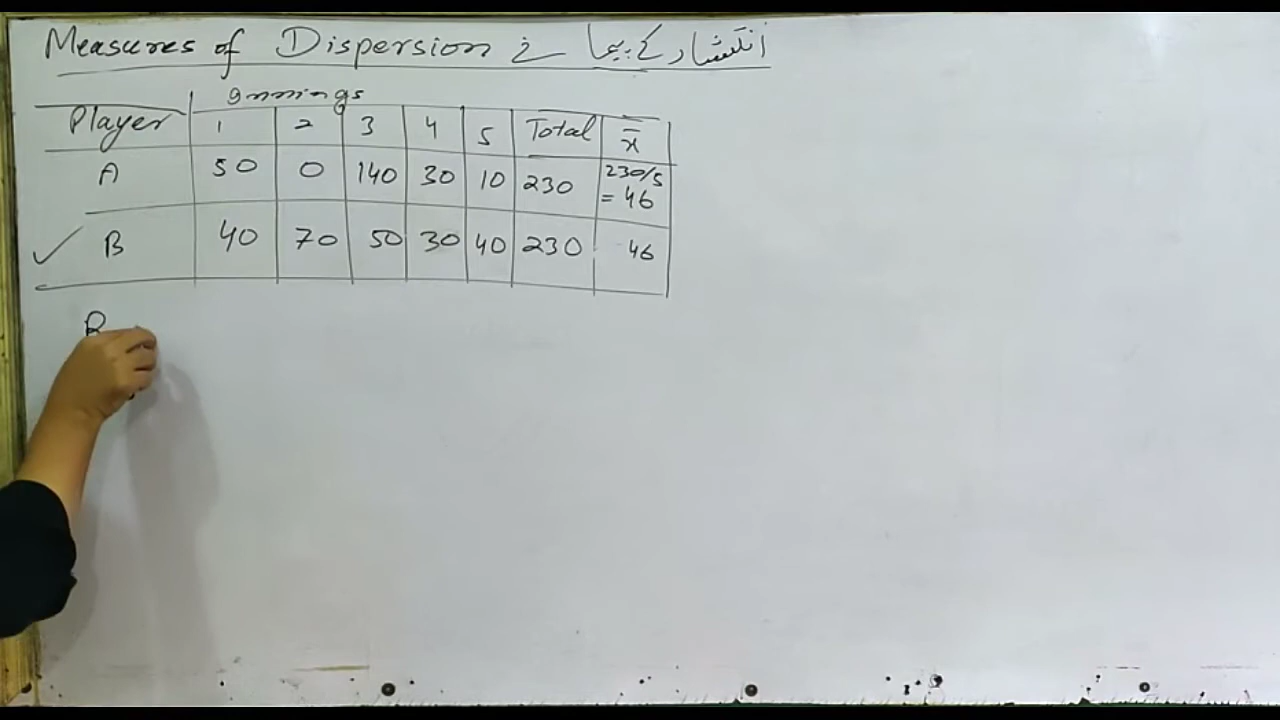 Measures of Dispersion انتشار کے پیمانے
Innings
Player 1 2 3 4 5 Total x̄
A 50 0 140 30 10 230 230/5 = 46
B 40 70 50 30 40 230 46
R